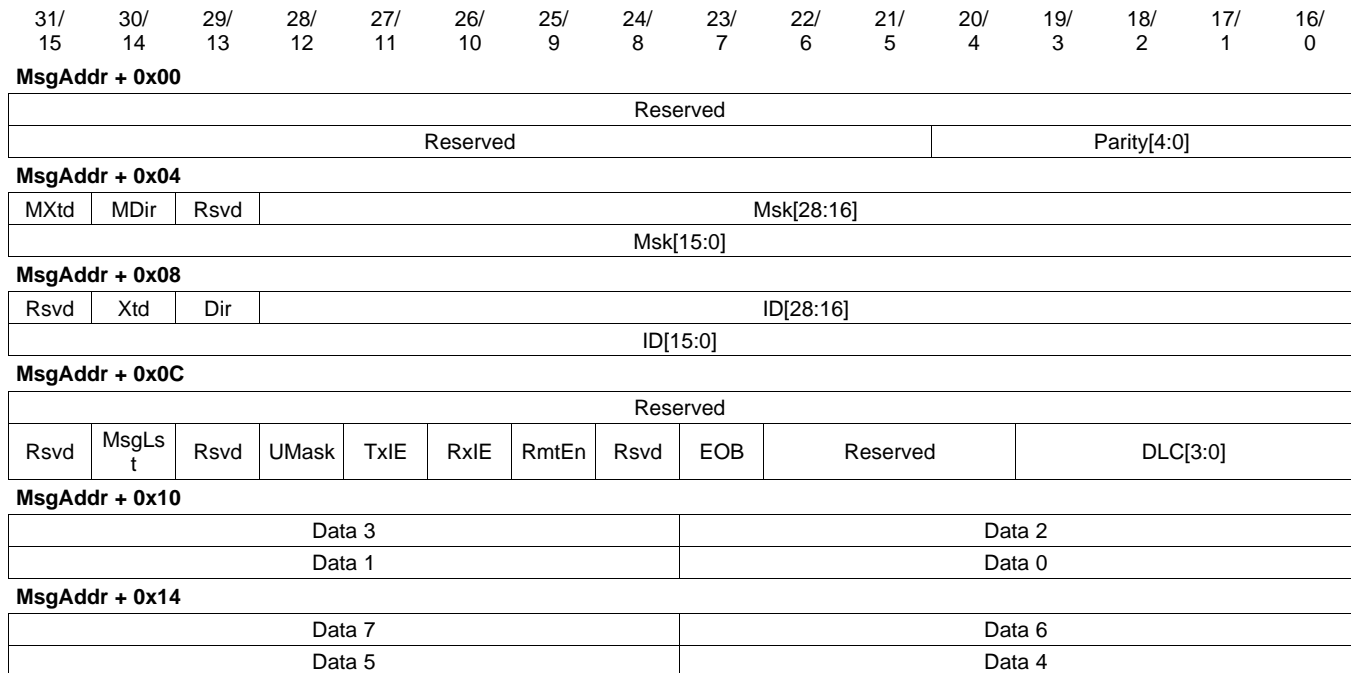 31/ 30/ 29/ 28/ 27/ 26/ 25/ 24/ 23/ 22/ 21/ 20/ 19/ 18/ 17/ 16/
15 14 13 12 11 10 9 8 7 6 5 4 3 2 1 0
MsgAddr + 0x00
Reserved
Reserved Parity[4:0]
MsgAddr + 0x04
MXtd MDir Rsvd Msk[28:16]
Msk[15:0]
MsgAddr + 0x08
Rsvd Xtd Dir ID[28:16]
ID[15:0]
MsgAddr + 0x0C
Reserved
Rsvd MsgLs
t Rsvd UMask TxIE RxIE RmtEn Rsvd EOB Reserved DLC[3:0]
MsgAddr + 0x10
Data 3 Data 2
Data 1 Data 0
MsgAddr + 0x14
Data 7 Data 6
Data 5 Data 4